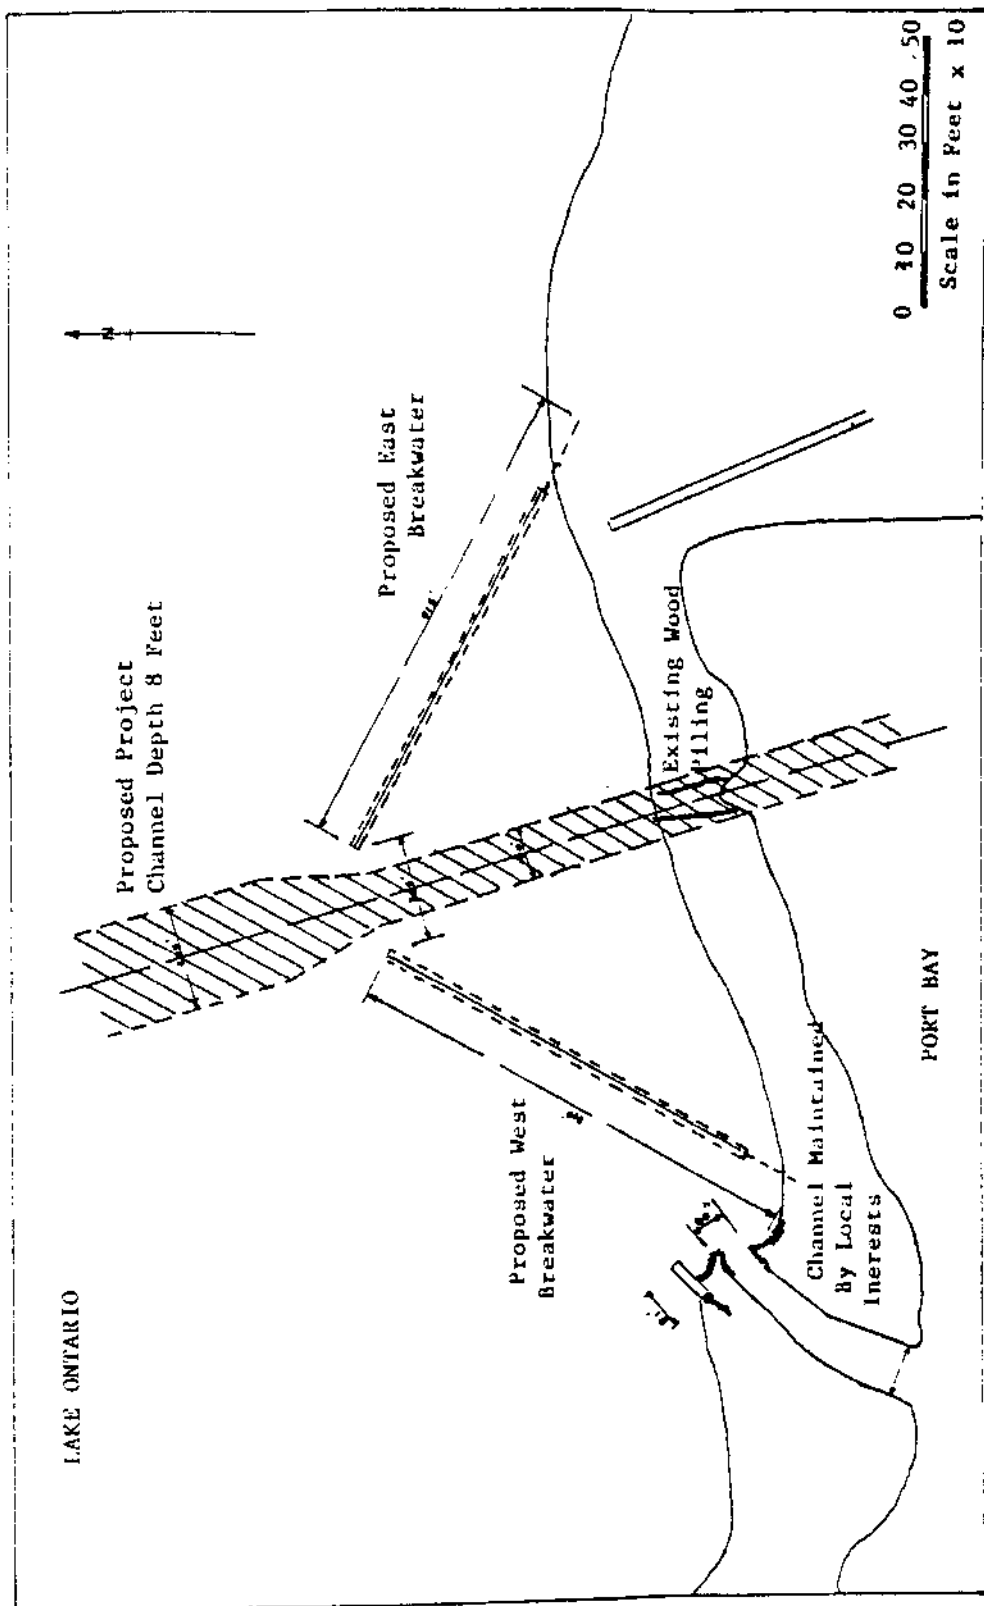 LAKE ONTARIO
Proposed Project
Channel Depth 8 Feet
N
Proposed East
Breakwater
Proposed West
Breakwater
Existing Wood
Piling
Channel Maintained
By Local
Inerests
PORT BAY
0 10 20 30 40 50
Scale in Feet x 10